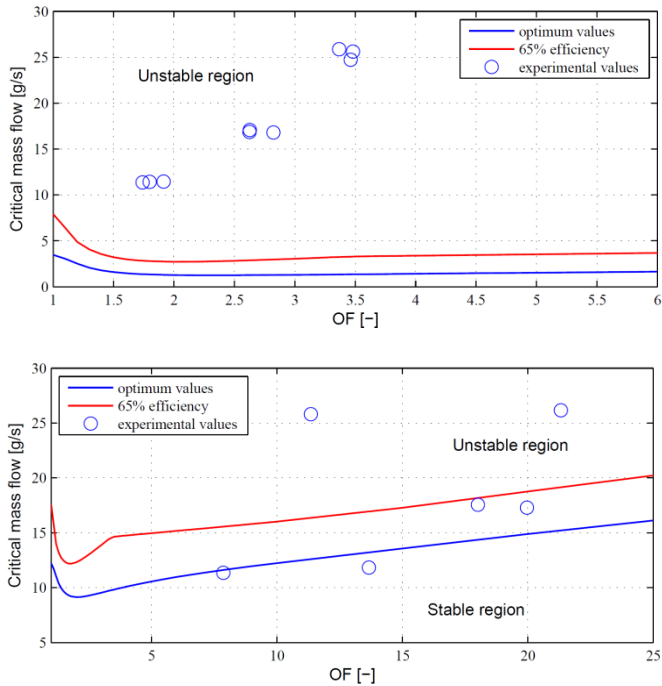 30
25
20
15
10
5
0
Critical mass flow [g/s]
Unstable region
optimum values
65% efficiency
experimental values
1 1.5 2 2.5 3 3.5 4 4.5 5 5.5 6
OF [−]
30
25
20
15
10
5
Critical mass flow [g/s]
optimum values
65% efficiency
experimental values
Unstable region
Stable region
5 10 15 20 25
OF [−]